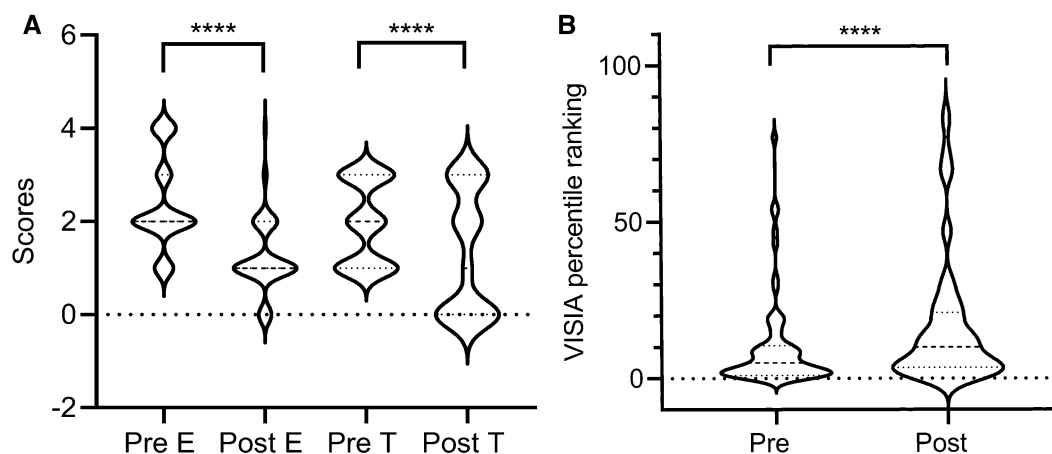 A
Scores
6
4
2
0
-2
****
****
Pre E
Post E
Pre T
Post T
B
VISIA percentile ranking
100
50
0
****
Pre
Post